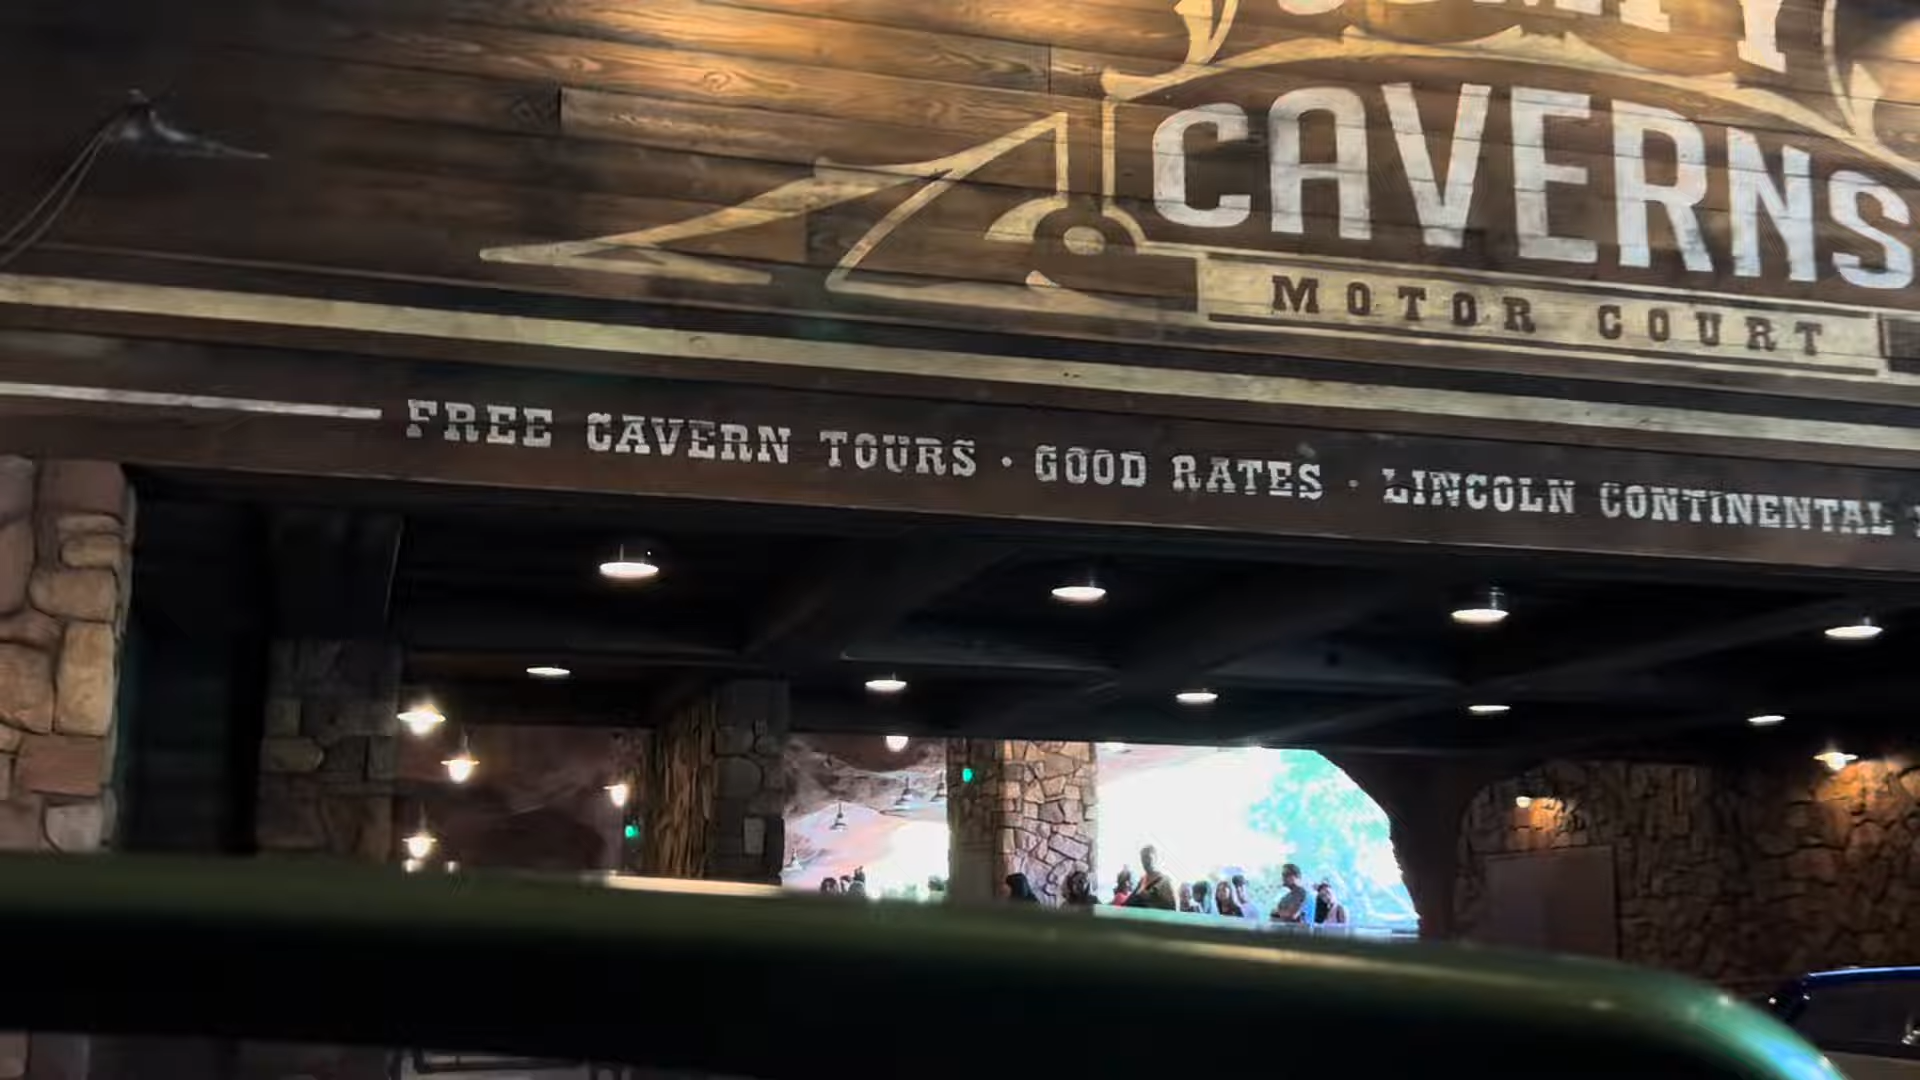 CAVERNS
MOTOR COURT
FREE CAVERN TOURS · GOOD RATES · LINCOLN CONTINENTAL